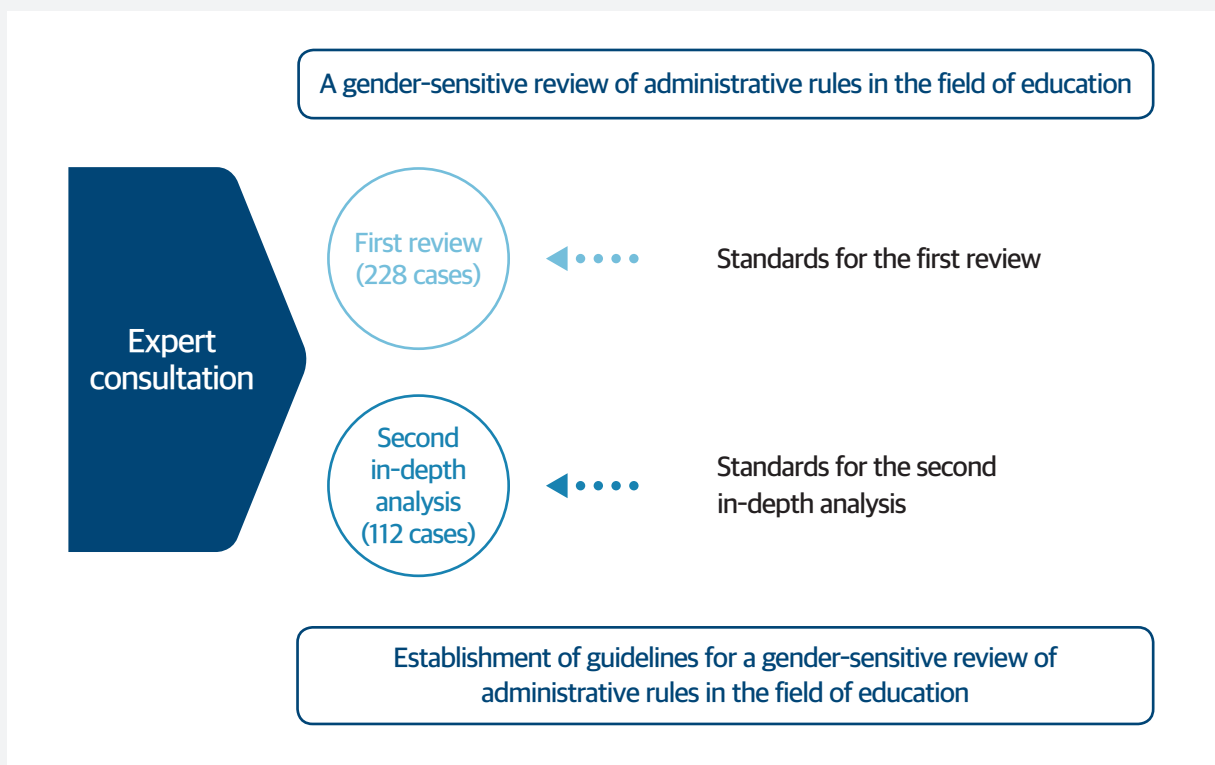 A gender-sensitive review of administrative rules in the field of education
Expert
consultation
First review
(228 cases)
Standards for the first review
Second
in-depth
analysis
(112 cases)
Standards for the second
in-depth analysis
Establishment of guidelines for a gender-sensitive review of
administrative rules in the field of education